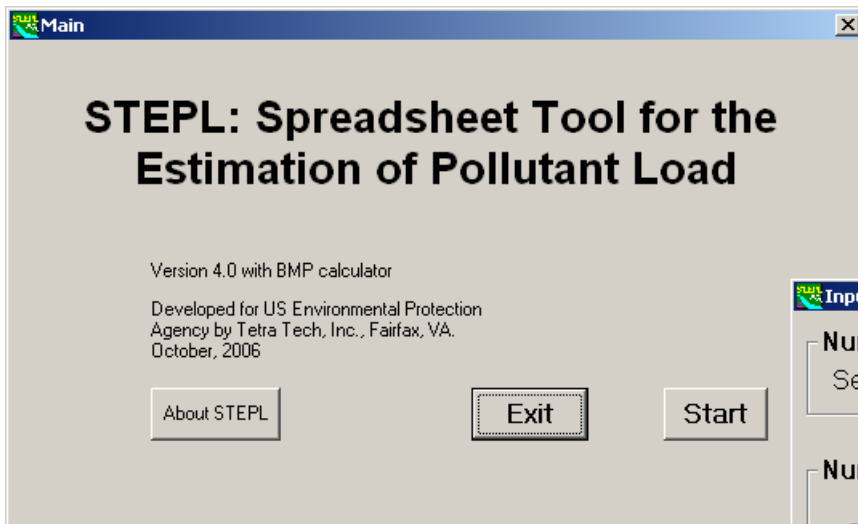 Main
STEPL: Spreadsheet Tool for the
Estimation of Pollutant Load
Version 4.0 with BMP calculator
Developed for US Environmental Protection
Agency by Tetra Tech, Inc., Fairfax, VA.
October, 2006
About STEPL
Exit
Start